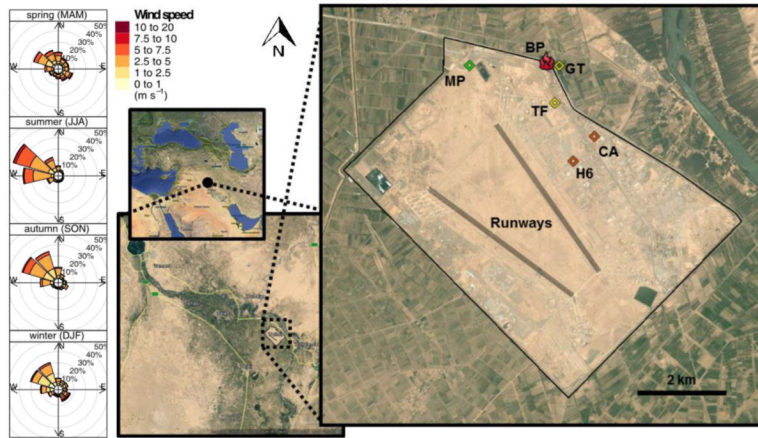 spring (MAM)
N
50%
40%
30%
20%
10%
W
E
S
summer (JJA)
N
50%
40%
30%
20%
10%
W
E
S
autumn (SON)
N
50%
40%
30%
20%
10%
W
E
S
winter (DJF)
N
50%
40%
30%
20%
10%
W
E
S
Wind speed
10 to 20
7.5 to 10
5 to 7.5
2.5 to 5
1 to 2.5
0 to 1
(m s⁻¹)
N
BP
MP
GT
TF
CA
H6
Runways
2 km